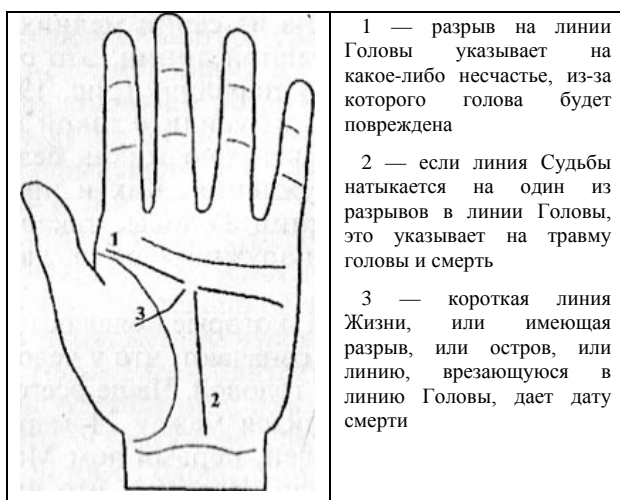 1 — разрыв на линии
Головы указывает на
какое-либо несчастье, из-за
которого голова будет
повреждена
2 — если линия Судьбы
натыкается на один из
разрывов в линии Головы,
это указывает на травму
головы и смерть
3 — короткая линия
Жизни, или имеющая
разрыв, или остров, или
линию, врезающуюся в
линию Головы, дает дату
смерти
1
3
2